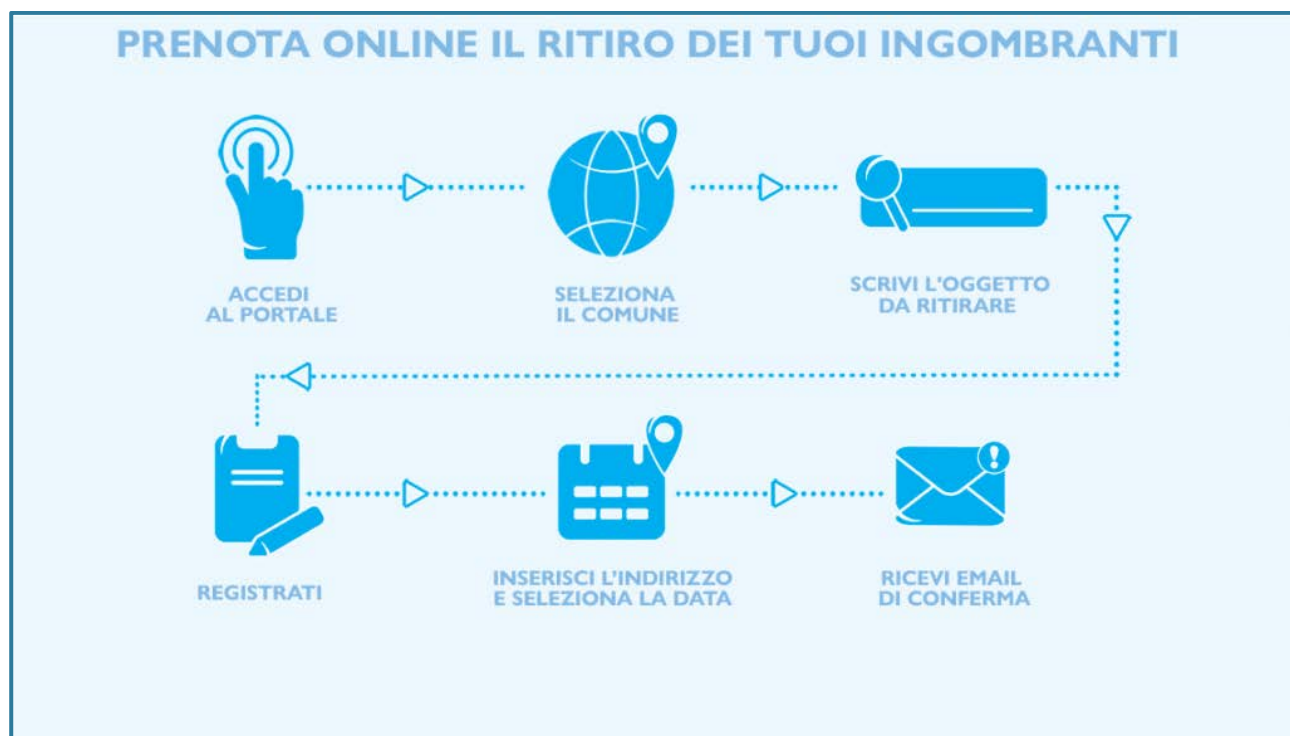 PRENOTA ONLINE IL RITIRO DEI TUOI INGOMBRANTI
ACCEDI
AL PORTALE
SELEZIONA
IL COMUNE
SCRIVI L'OGGETTO
DA RITIRARE
REGISTRATI
INSERISCI L'INDIRIZZO
E SELEZIONA LA DATA
RICEVI EMAIL
DI CONFERMA